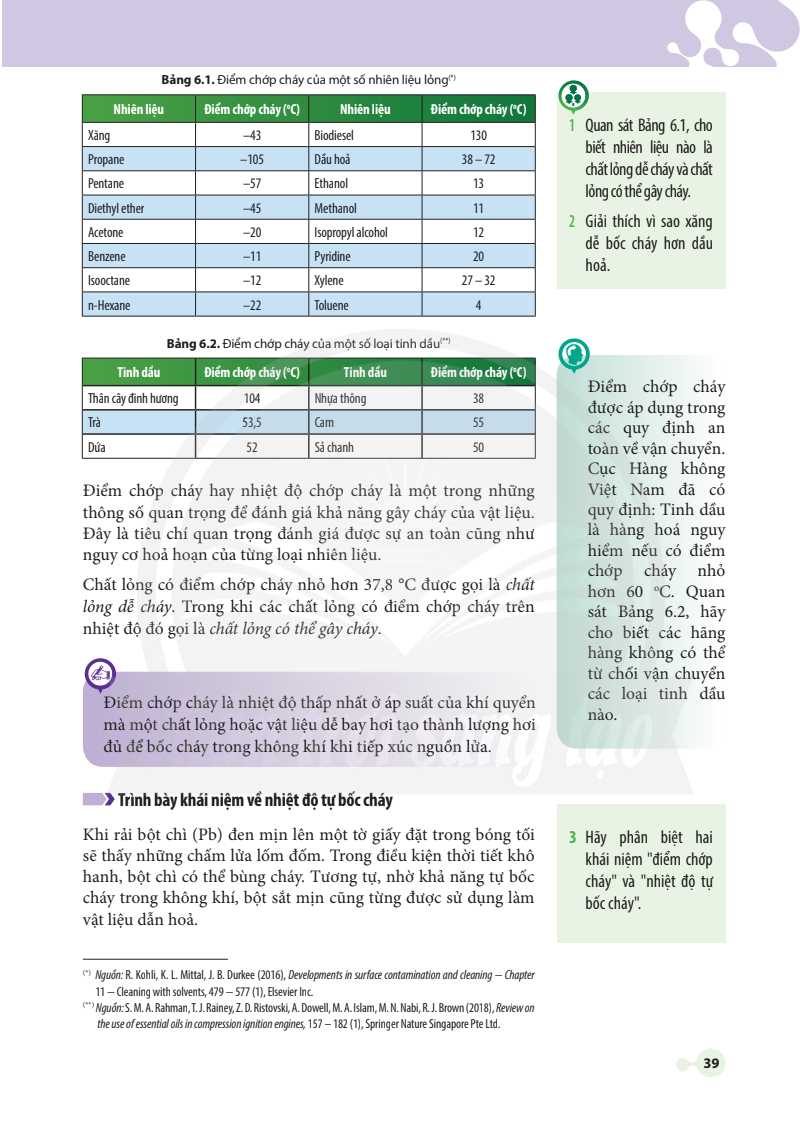 Bảng 6.1. Điểm chớp cháy của một số nhiên liệu lỏng(*)
Nhiên liệu Điểm chớp cháy (°C) Nhiên liệu Điểm chớp cháy (°C)
Xăng –43 Biodiesel 130
Propane –105 Dầu hoả 38 – 72
Pentane –57 Ethanol 13
Diethyl ether –45 Methanol 11
Acetone –20 Isopropyl alcohol 12
Benzene –11 Pyridine 20
Isooctane –12 Xylene 27 – 32
n-Hexane –22 Toluene 4
1 Quan sát Bảng 6.1, cho
biết nhiên liệu nào là
chất lỏng dễ cháy và chất
lỏng có thể gây cháy.
2 Giải thích vì sao xăng
dễ bốc cháy hơn dầu
hoả.
Bảng 6.2. Điểm chớp cháy của một số loại tinh dầu(**)
Tinh dầu Điểm chớp cháy (°C) Tinh dầu Điểm chớp cháy (°C)
Thân cây đinh hương 104 Nhựa thông 38
Trà 53,5 Cam 55
Dứa 52 Sả chanh 50
Điểm chớp cháy hay nhiệt độ chớp cháy là một trong những
thông số quan trọng để đánh giá khả năng gây cháy của vật liệu.
Đây là tiêu chí quan trọng đánh giá được sự an toàn cũng như
nguy cơ hoả hoạn của từng loại nhiên liệu.
Chất lỏng có điểm chớp cháy nhỏ hơn 37,8 °C được gọi là chất
lỏng dễ cháy. Trong khi các chất lỏng có điểm chớp cháy trên
nhiệt độ đó gọi là chất lỏng có thể gây cháy.
Điểm chớp cháy
được áp dụng trong
các quy định an
toàn về vận chuyển.
Cục Hàng không
Việt Nam đã có
quy định: Tinh dầu
là hàng hoá nguy
hiểm nếu có điểm
chớp cháy nhỏ
hơn 60 °C. Quan
sát Bảng 6.2, hãy
cho biết các hãng
hàng không có thể
từ chối vận chuyển
các loại tinh dầu
nào.
Điểm chớp cháy là nhiệt độ thấp nhất ở áp suất của khí quyển
mà một chất lỏng hoặc vật liệu dễ bay hơi tạo thành lượng hơi
đủ để bốc cháy trong không khí khi tiếp xúc nguồn lửa.
Trình bày khái niệm về nhiệt độ tự bốc cháy
Khi rải bột chì (Pb) đen mịn lên một tờ giấy đặt trong bóng tối
sẽ thấy những chấm lửa lốm đốm. Trong điều kiện thời tiết khô
hanh, bột chì có thể bùng cháy. Tương tự, nhờ khả năng tự bốc
cháy trong không khí, bột sắt mịn cũng từng được sử dụng làm
vật liệu dẫn hoả.
3 Hãy phân biệt hai
khái niệm "điểm chớp
cháy" và "nhiệt độ tự
bốc cháy".
(*) Nguồn: R. Kohli, K. L. Mittal, J. B. Durkee (2016), Developments in surface contamination and cleaning – Chapter
11 – Cleaning with solvents, 479 – 577 (1), Elsevier Inc.
(**) Nguồn: S. M. A. Rahman, T. J. Rainey, Z. D. Ristovski, A. Dowell, M. A. Islam, M. N. Nabi, R. J. Brown (2018), Review on
the use of essential oils in compression ignition engines, 157 – 182 (1), Springer Nature Singapore Pte Ltd.
39